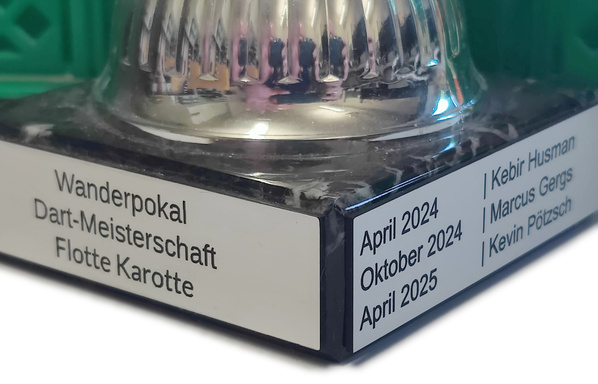 Wanderpokal
Dart-Meisterschaft
Flotte Karotte
April 2024 | Kebir Husman
Oktober 2024 | Marcus Gergs
April 2025 | Kevin Pötzsch